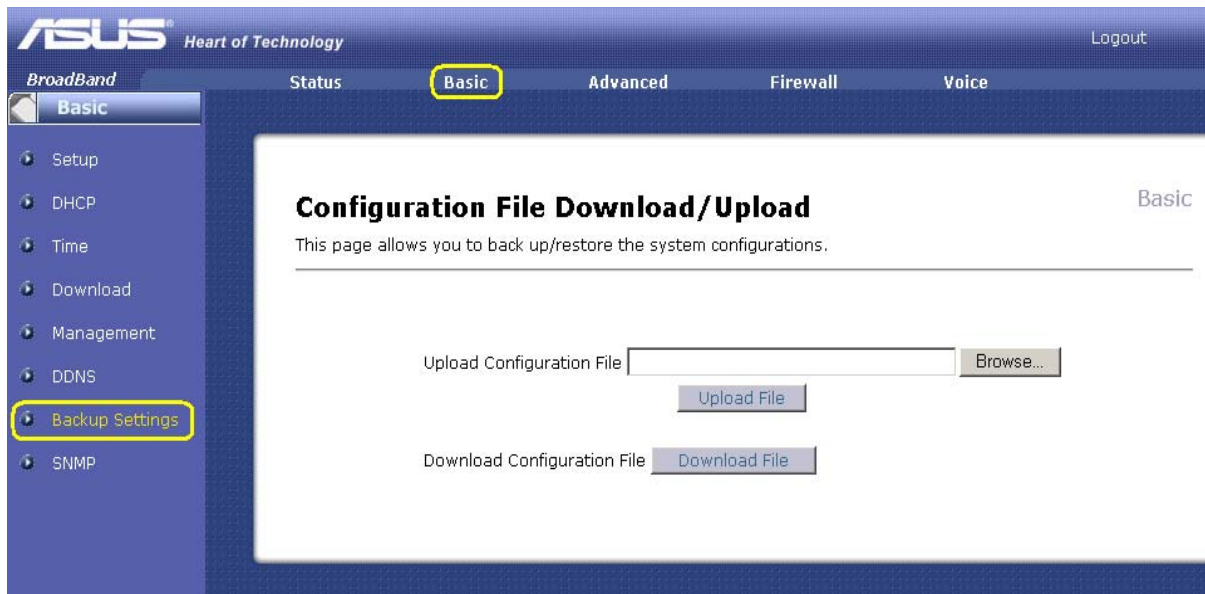 ASUS® Heart of Technology
Logout
BroadBand
Status Basic Advanced Firewall Voice
Basic
Setup
DHCP
Time
Download
Management
DDNS
Backup Settings
SNMP
Configuration File Download/Upload
Basic
This page allows you to back up/restore the system configurations.
Upload Configuration File Browse...
Upload File
Download Configuration File Download File